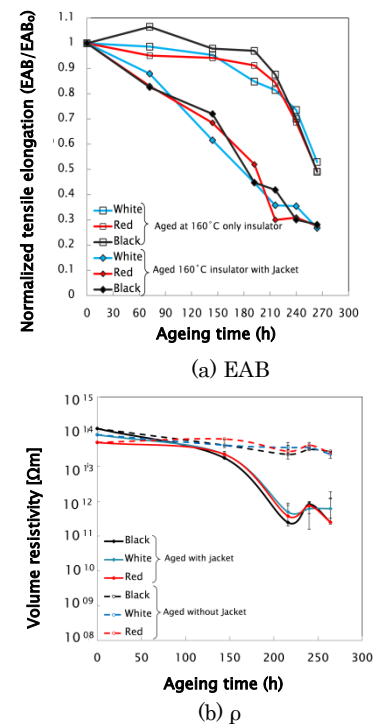 Normalized tensile elongation (EAB/EAB₀)
1.1
1
0.9
0.8
0.7
0.6
0.5
0.4
0.3
0.2
0.1
0
White
Red
Black
Aged at 160˚C only insulator
White
Red
Black
Aged 160˚C insulator with Jacket
0 30 60 90 120 150 180 210 240 270 300
Ageing time (h)
(a) EAB
Volume resistivity [Ωm]
10 15
10 14
10 13
10 12
10 11
10 10
10 09
10 08
Black
White
Red
Aged with jacket
Black
White
Red
Aged without Jacket
0 50 100 150 200 250 300
Ageing time (h)
(b) ρ